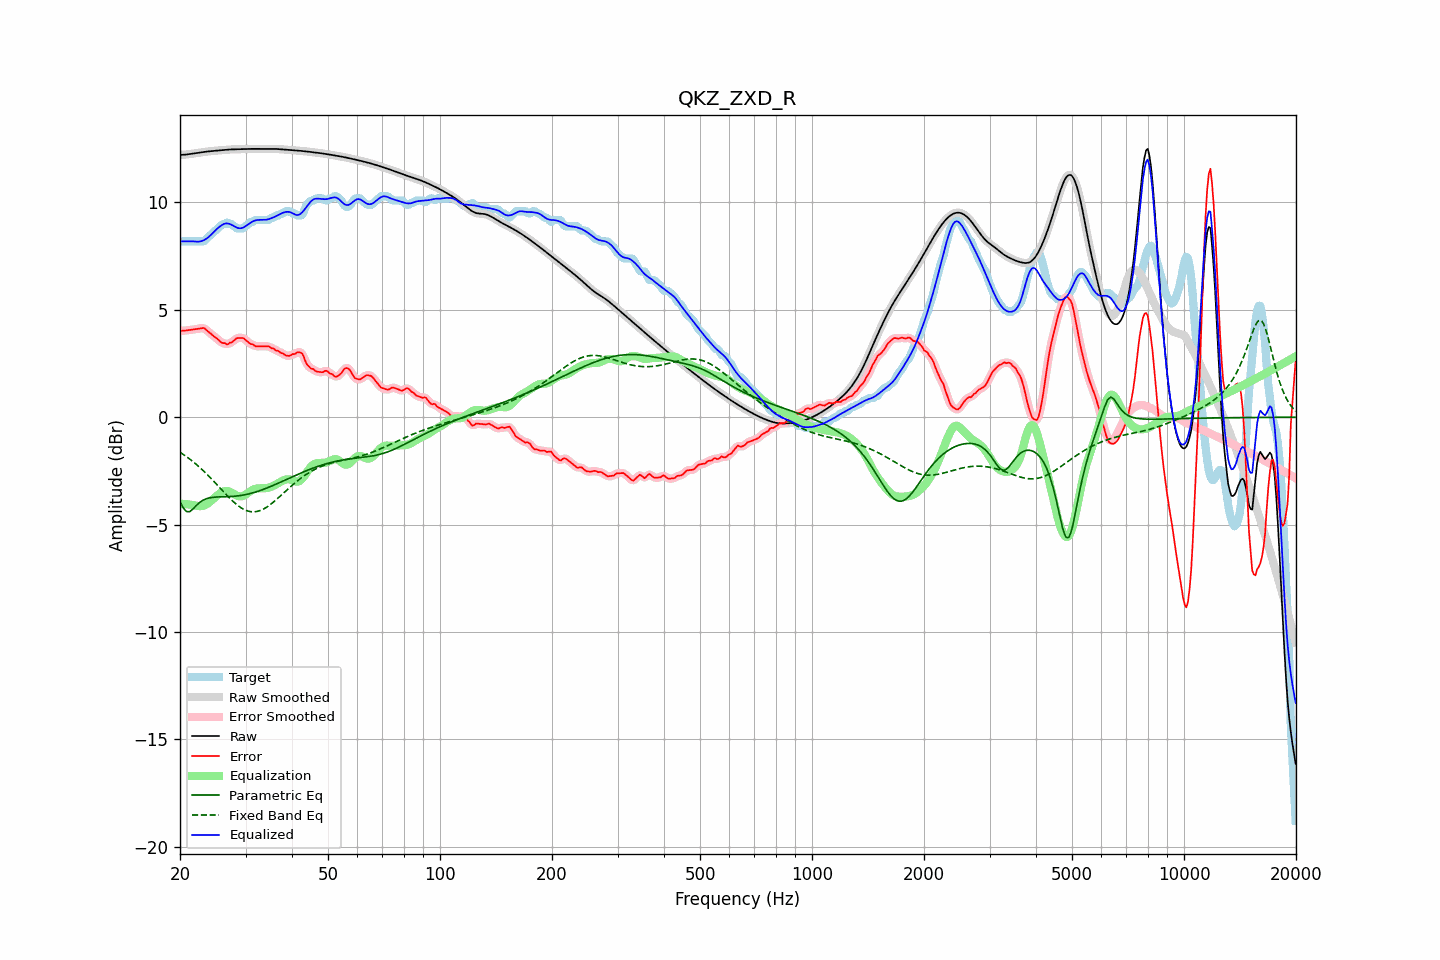 QKZ_ZXD_R
Amplitude (dBr)
10
5
0
−5
−10
−15
−20
Target
Raw Smoothed
Error Smoothed
Raw
Error
Equalization
Parametric Eq
Fixed Band Eq
Equalized
20 50 100 200 500 1000 2000 5000 10000 20000
Frequency (Hz)